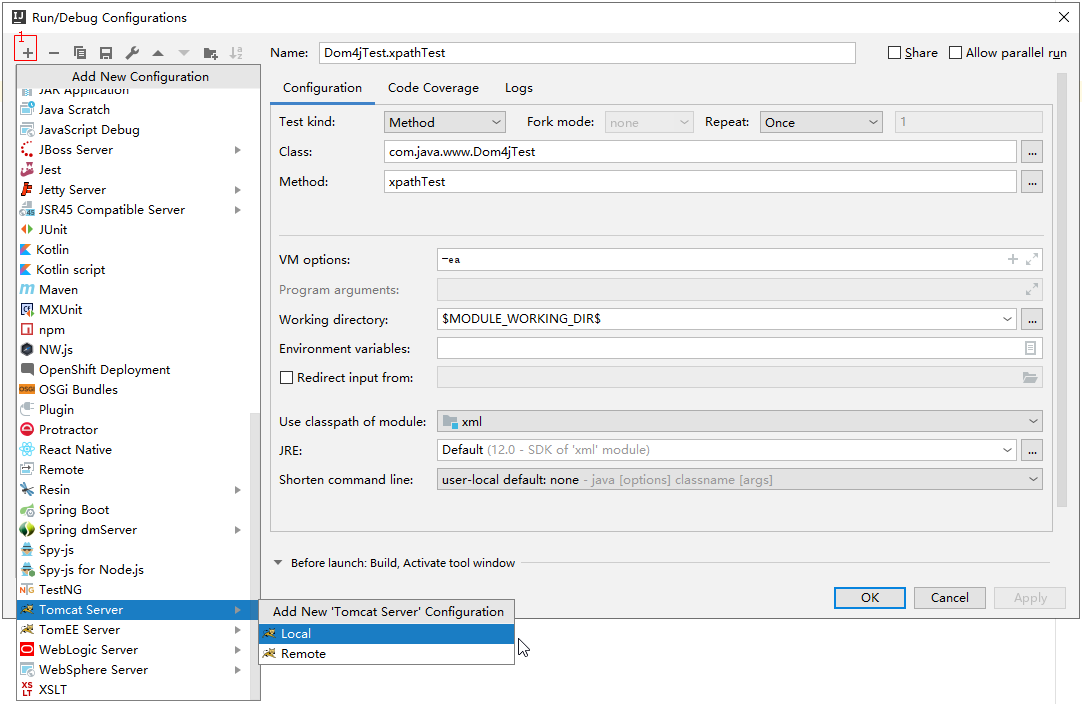 Run/Debug Configurations
1
Name: Dom4jTest.xpathTest Share Allow parallel run
Add New Configuration
JAR Application
Java Scratch
JavaScript Debug
JBoss Server
Jest
Jetty Server
JSR45 Compatible Server
JUnit
Kotlin
Kotlin script
Maven
MXUnit
npm
NW.js
OpenShift Deployment
OSGi Bundles
Plugin
Protractor
React Native
Remote
Resin
Spring Boot
Spring dmServer
Spy-js
Spy-js for Node.js
TestNG
Tomcat Server
TomEE Server
WebLogic Server
WebSphere Server
XSLT
Add New 'Tomcat Server' Configuration
Local
Remote
Configuration Code Coverage Logs
Test kind: Method Fork mode: none Repeat: Once 1
Class: com.java.www.Dom4jTest ...
Method: xpathTest ...
VM options: -ea
Program arguments:
Working directory: $MODULE_WORKING_DIR$ ...
Environment variables:
Redirect input from:
Use classpath of module: xml
JRE: Default (12.0 - SDK of 'xml' module) ...
Shorten command line: user-local default: none - java [options] classname [args]
Before launch: Build, Activate tool window
OK Cancel Apply